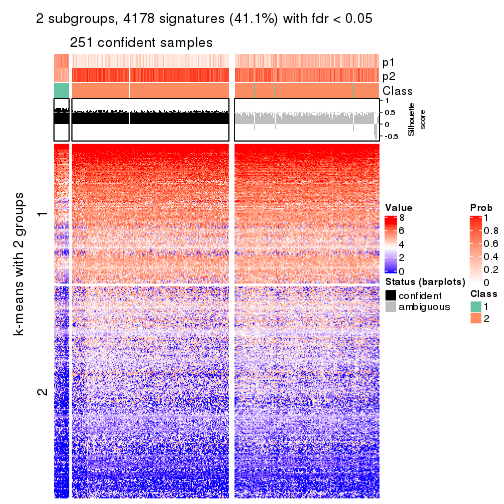 2 subgroups, 4178 signatures (41.1%) with fdr < 0.05
251 confident samples
p1
p2
Class
1
0.5
0
-0.5
Silhouette
score
k-means with 2 groups
1
2
Value
8
6
4
2
0
Status (barplots)
confident
ambiguous
Prob
1
0.8
0.6
0.4
0.2
0
Class
1
2